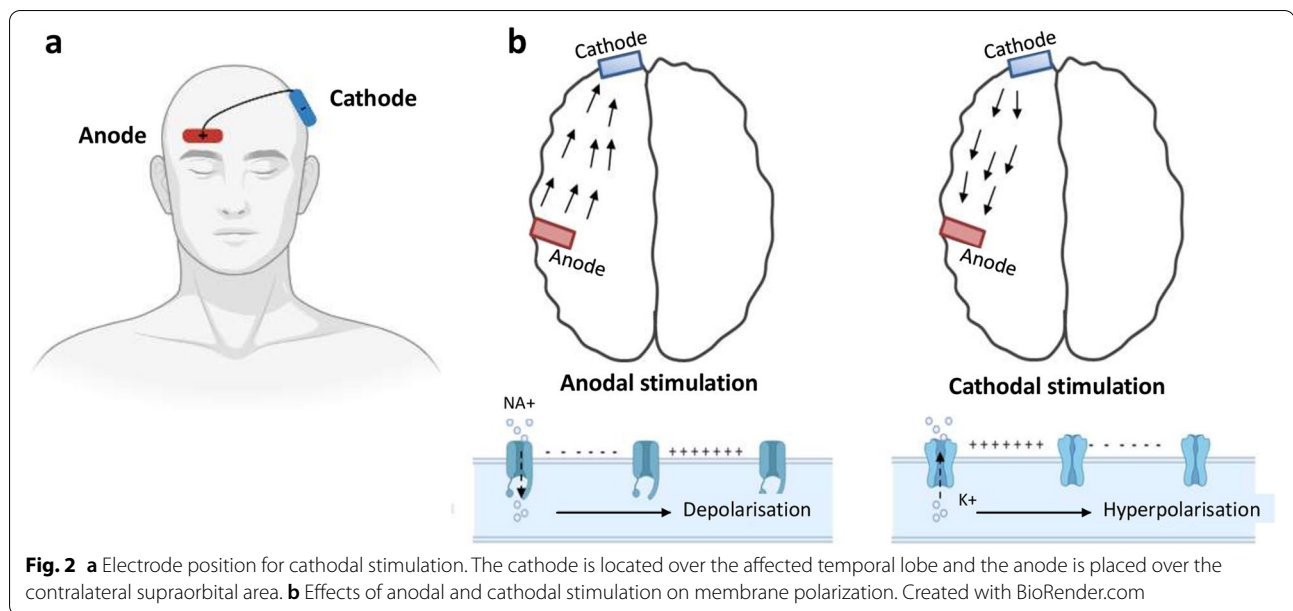 a
Anode
+
Cathode
-
b
Cathode
Anode
Anodal stimulation
NA+
- - - - - -
+++++++
Depolarisation
Cathode
Anode
Cathodal stimulation
+++++++
- - - - - -
K+
Hyperpolarisation
Fig. 2 a Electrode position for cathodal stimulation. The cathode is located over the affected temporal lobe and the anode is placed over the
contralateral supraorbital area. b Effects of anodal and cathodal stimulation on membrane polarization. Created with BioRender.com